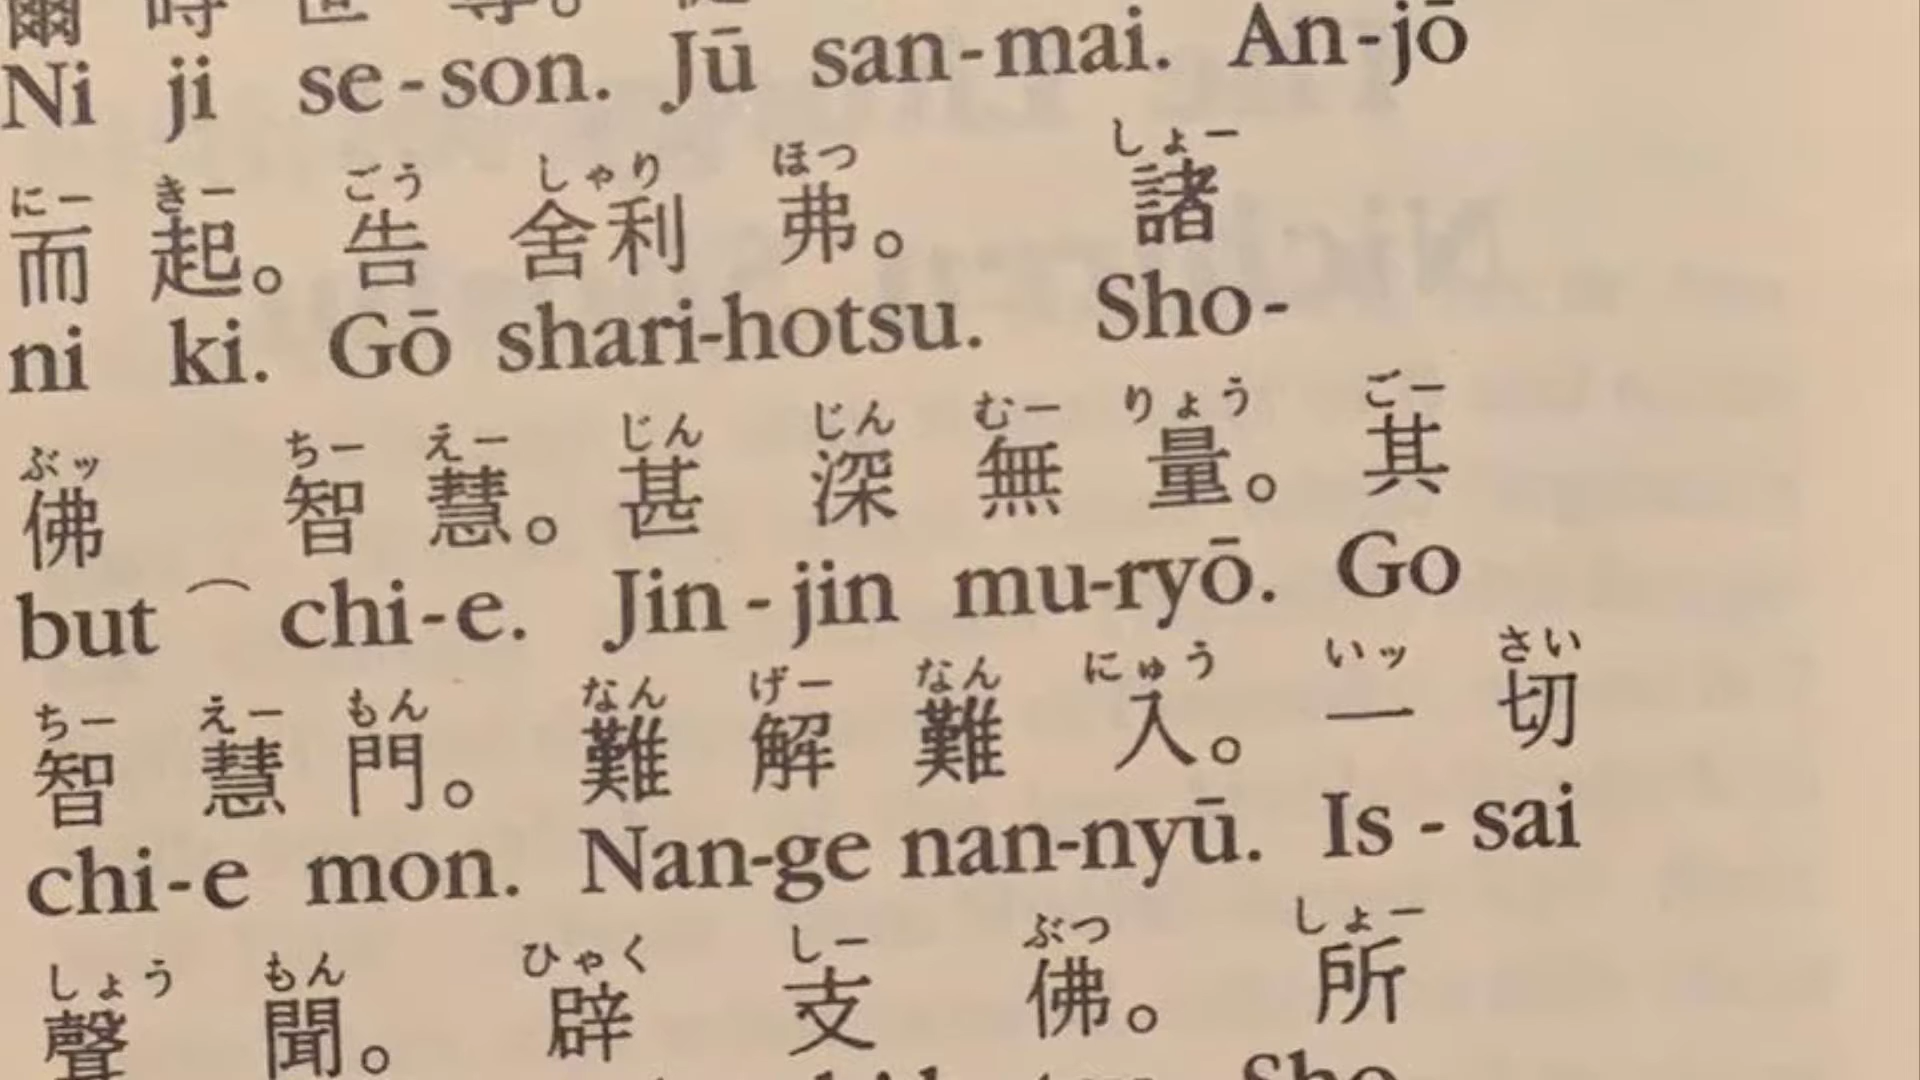 爾 時 世 尊。
Ni ji se-son. Jū san-mai. An-jō
にー きー ごう しゃり ほつ しょー
而 起。告 舍利 弗。 諸
ni ki. Gō shari-hotsu. Sho-
ぶッ ちー えー じん じん むー りょう ごー
佛 智 慧。甚 深 無 量。其
but⌒chi-e. Jin-jin mu-ryō. Go
ちー えー もん なん げー なん にゅう いッ さい
智 慧 門。難 解 難 入。一 切
chi-e mon. Nan-ge nan-nyū. Is-sai
しょう もん ひゃく しー ぶつ しょー
聲 聞。 辟 支 佛。 所
Sho-